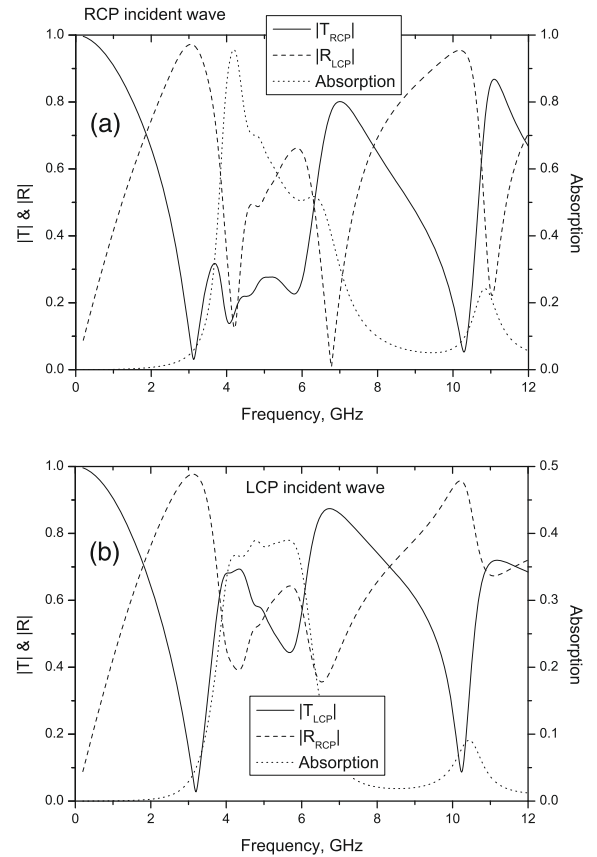 RCP incident wave
|T_RCP|
|R_LCP|
Absorption
(a)
1.0
0.8
0.6
0.4
0.2
0.0
|T| & |R|
1.0
0.8
0.6
0.4
0.2
0.0
Absorption
0 2 4 6 8 10 12
Frequency, GHz
LCP incident wave
(b)
1.0
0.8
0.6
0.4
0.2
0.0
|T| & |R|
0.5
0.4
0.3
0.2
0.1
0.0
Absorption
|T_LCP|
|R_RCP|
Absorption
0 2 4 6 8 10 12
Frequency, GHz